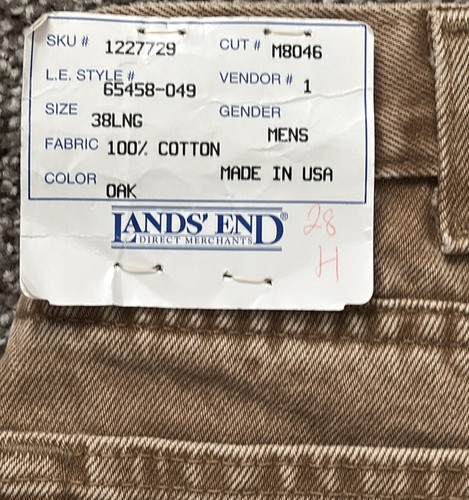 SKU # 1227729 CUT # M8046
L.E. STYLE # 65458-049 VENDOR # 1
SIZE 38LNG GENDER MENS
FABRIC 100% COTTON
COLOR OAK MADE IN USA
LANDS' END®
DIRECT MERCHANTS
28
H